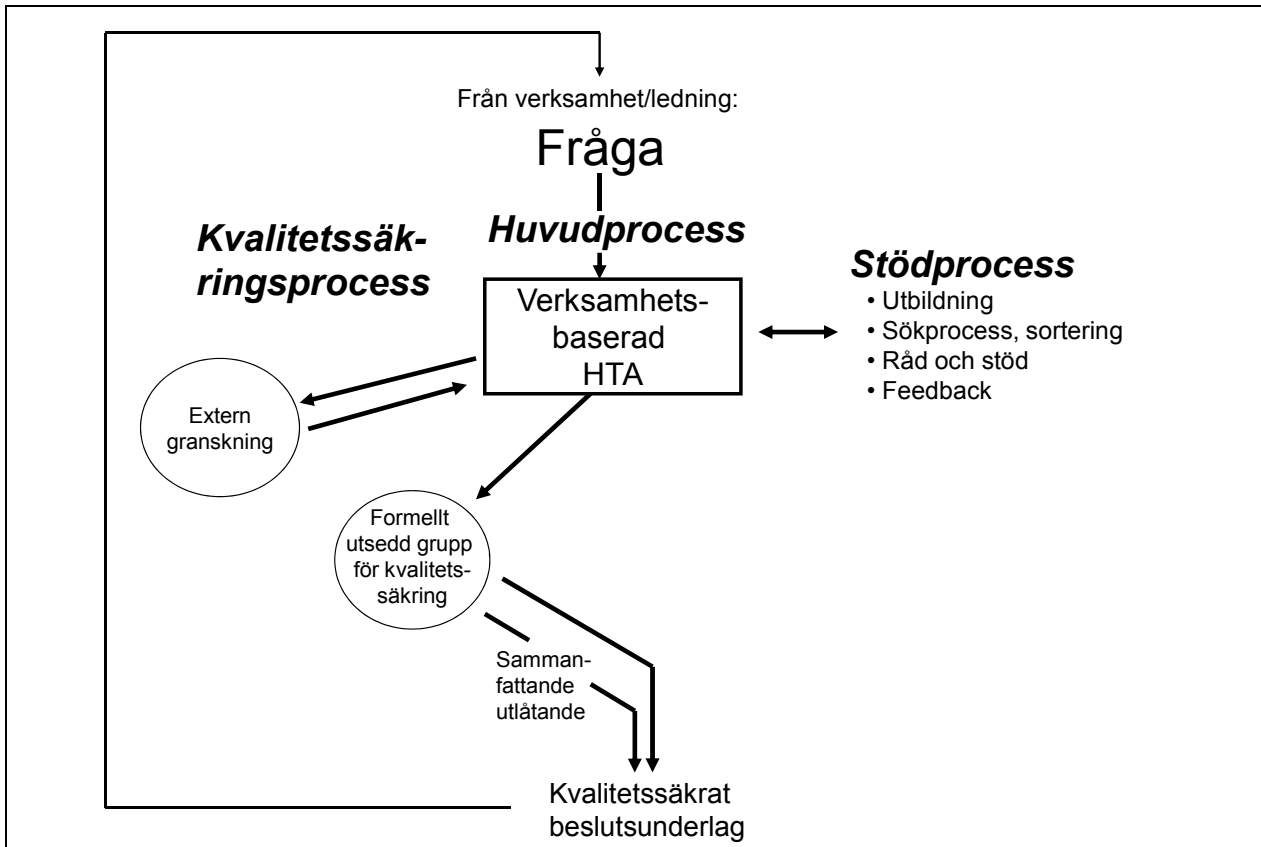 Från verksamhet/ledning:
Fråga
Kvalitetssäk-
ringsprocess
Huvudprocess
Stödprocess
• Utbildning
• Sökprocess, sortering
• Råd och stöd
• Feedback
Verksamhets-
baserad
HTA
Extern
granskning
Formellt
utsedd grupp
för kvalitets-
säkring
Samman-
fattande
utlåtande
Kvalitetssäkrat
beslutsunderlag